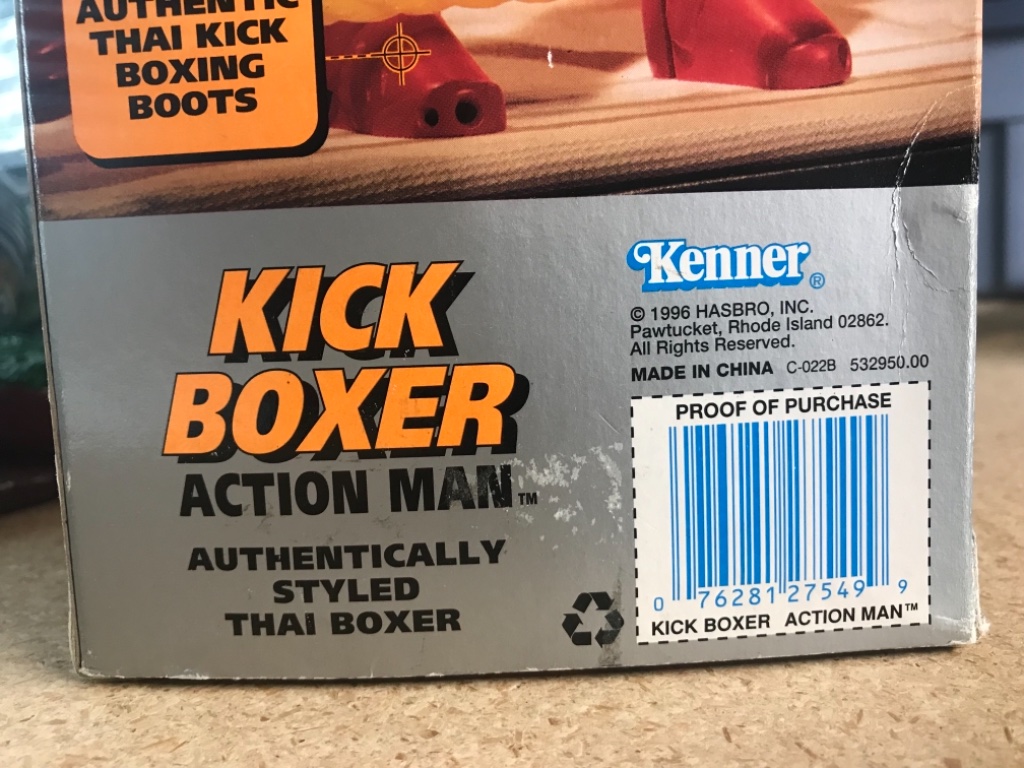 AUTHENTIC
THAI KICK
BOXING
BOOTS
KICK
BOXER
ACTION MAN™
AUTHENTICALLY
STYLED
THAI BOXER
Kenner®
© 1996 HASBRO, INC.
Pawtucket, Rhode Island 02862.
All Rights Reserved.
MADE IN CHINA C-022B 532950.00
PROOF OF PURCHASE
0 76281 27549 9
KICK BOXER ACTION MAN™